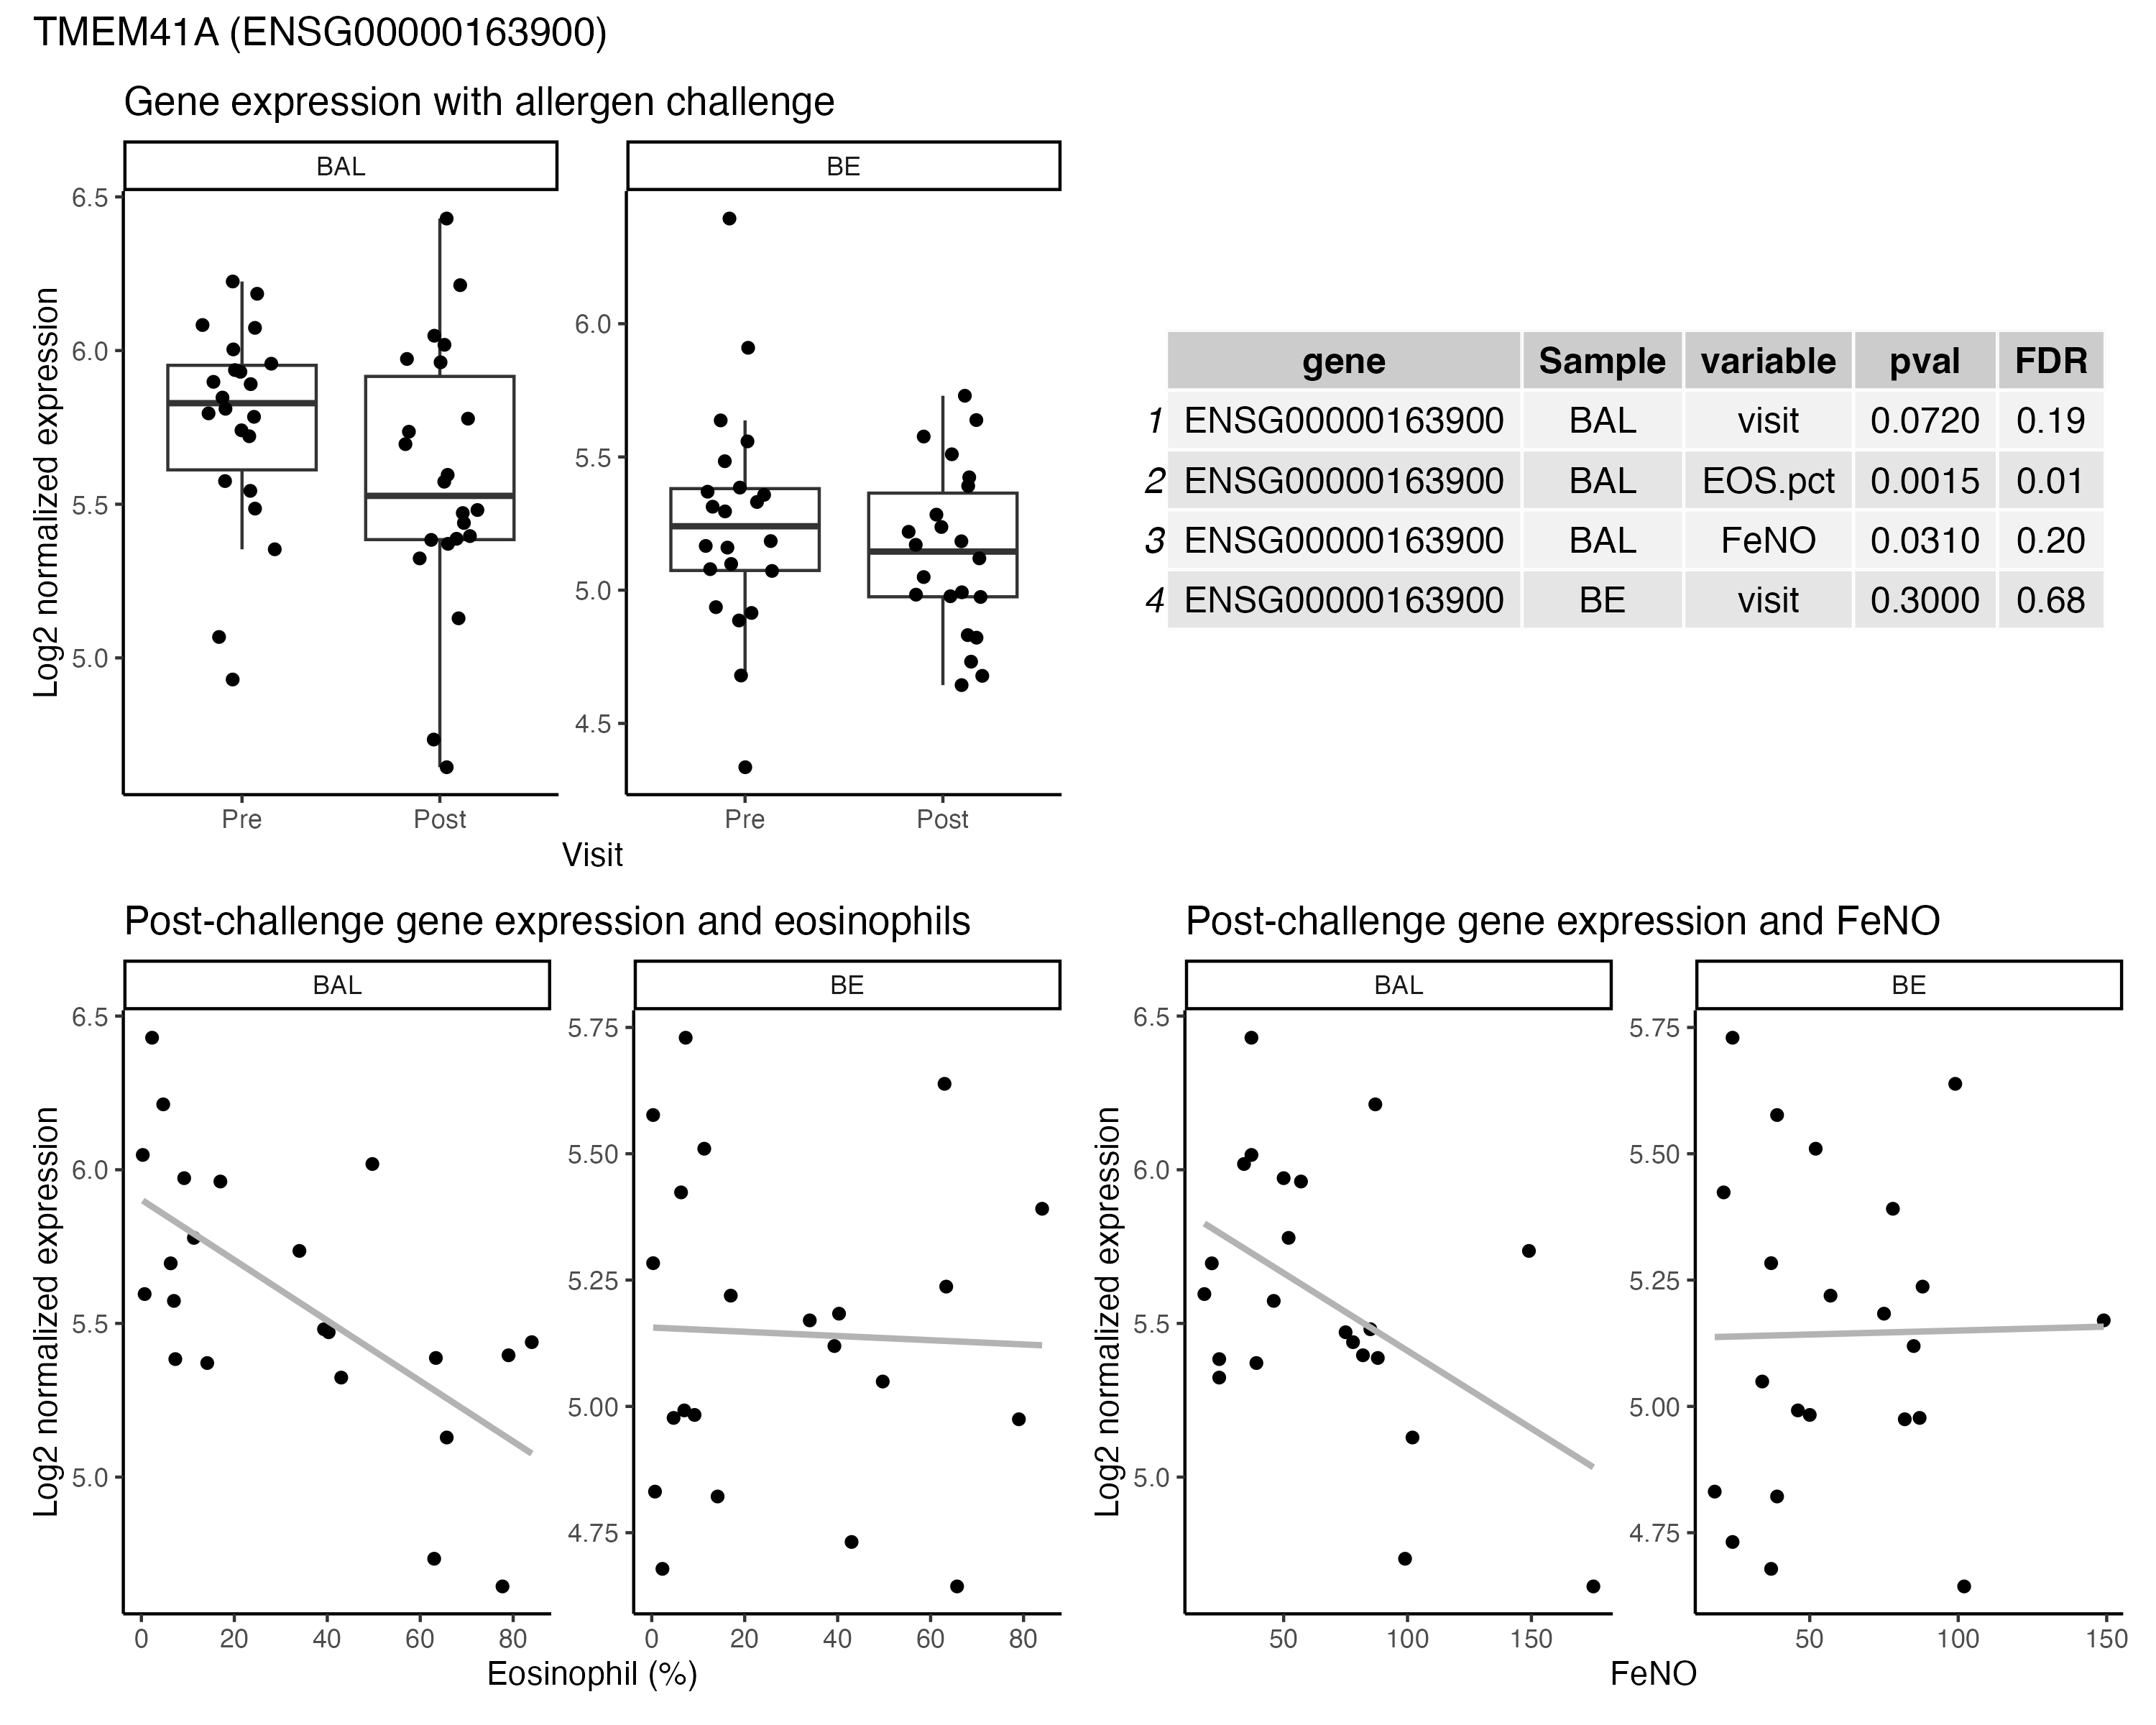 TMEM41A (ENSG00000163900)
Gene expression with allergen challenge
BAL BE
Log2 normalized expression
6.5
6.0
5.5
5.0
6.0
5.5
5.0
4.5
Pre Post Pre Post
Visit
gene Sample variable pval FDR
1 ENSG00000163900 BAL visit 0.0720 0.19
2 ENSG00000163900 BAL EOS.pct 0.0015 0.01
3 ENSG00000163900 BAL FeNO 0.0310 0.20
4 ENSG00000163900 BE visit 0.3000 0.68
Post-challenge gene expression and eosinophils
BAL BE
Log2 normalized expression
6.5
6.0
5.5
5.0
5.75
5.50
5.25
5.00
4.75
0 20 40 60 80 0 20 40 60 80
Eosinophil (%)
Post-challenge gene expression and FeNO
BAL BE
Log2 normalized expression
6.5
6.0
5.5
5.0
5.75
5.50
5.25
5.00
4.75
50 100 150 50 100 150
FeNO